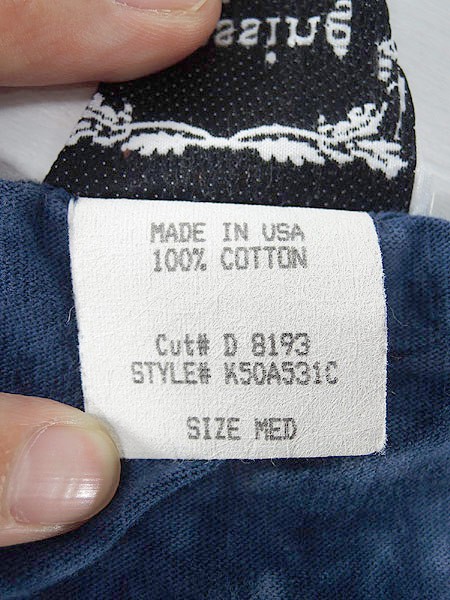 MADE IN USA
100% COTTON
Cut# D 8193
STYLE# K50A531C
SIZE MED